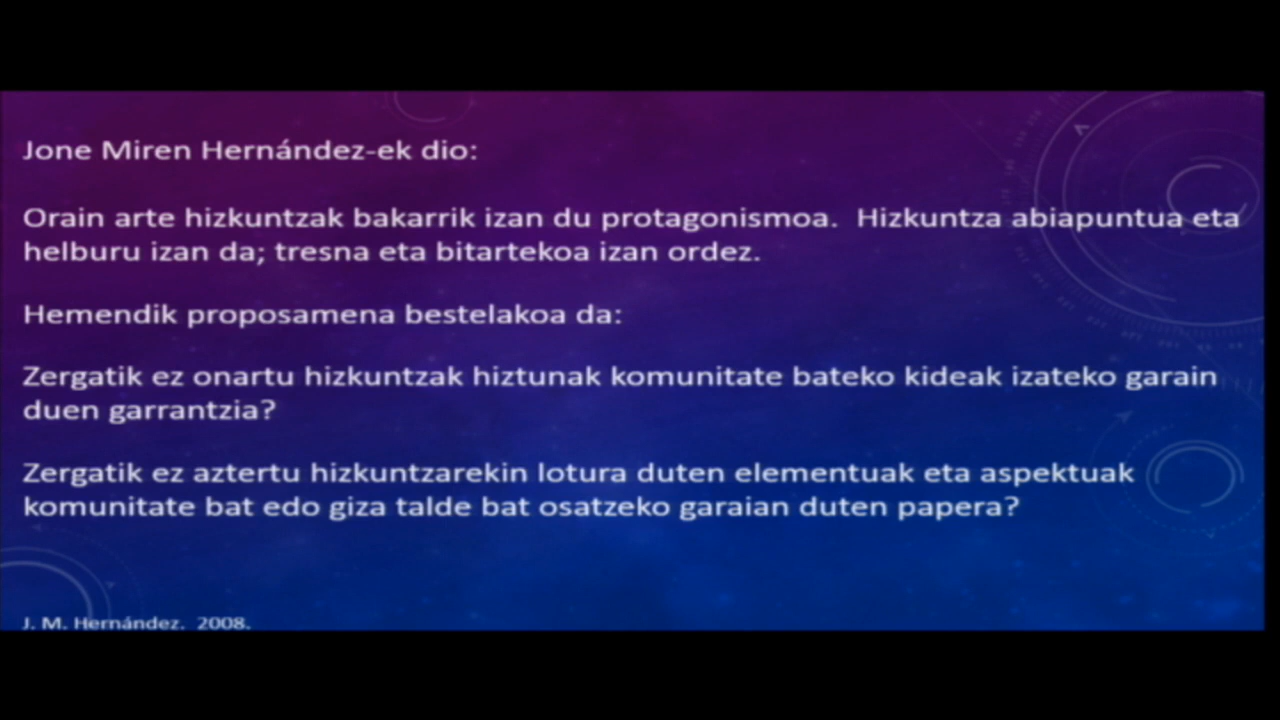 Jone Miren Hernández-ek dio:
Orain arte hizkuntzak bakarrik izan du protagonismoa. Hizkuntza abiapuntua eta
helburu izan da; tresna eta bitartekoa izan ordez.
Hemendik proposamena bestelakoa da:
Zergatik ez onartu hizkuntzak hiztunak komunitate bateko kideak izateko garain
duen garrantzia?
Zergatik ez aztertu hizkuntzarekin lotura duten elementuak eta aspektuak
komunitate bat edo giza talde bat osatzeko garaian duten papera?
J. M. Hernández. 2008.